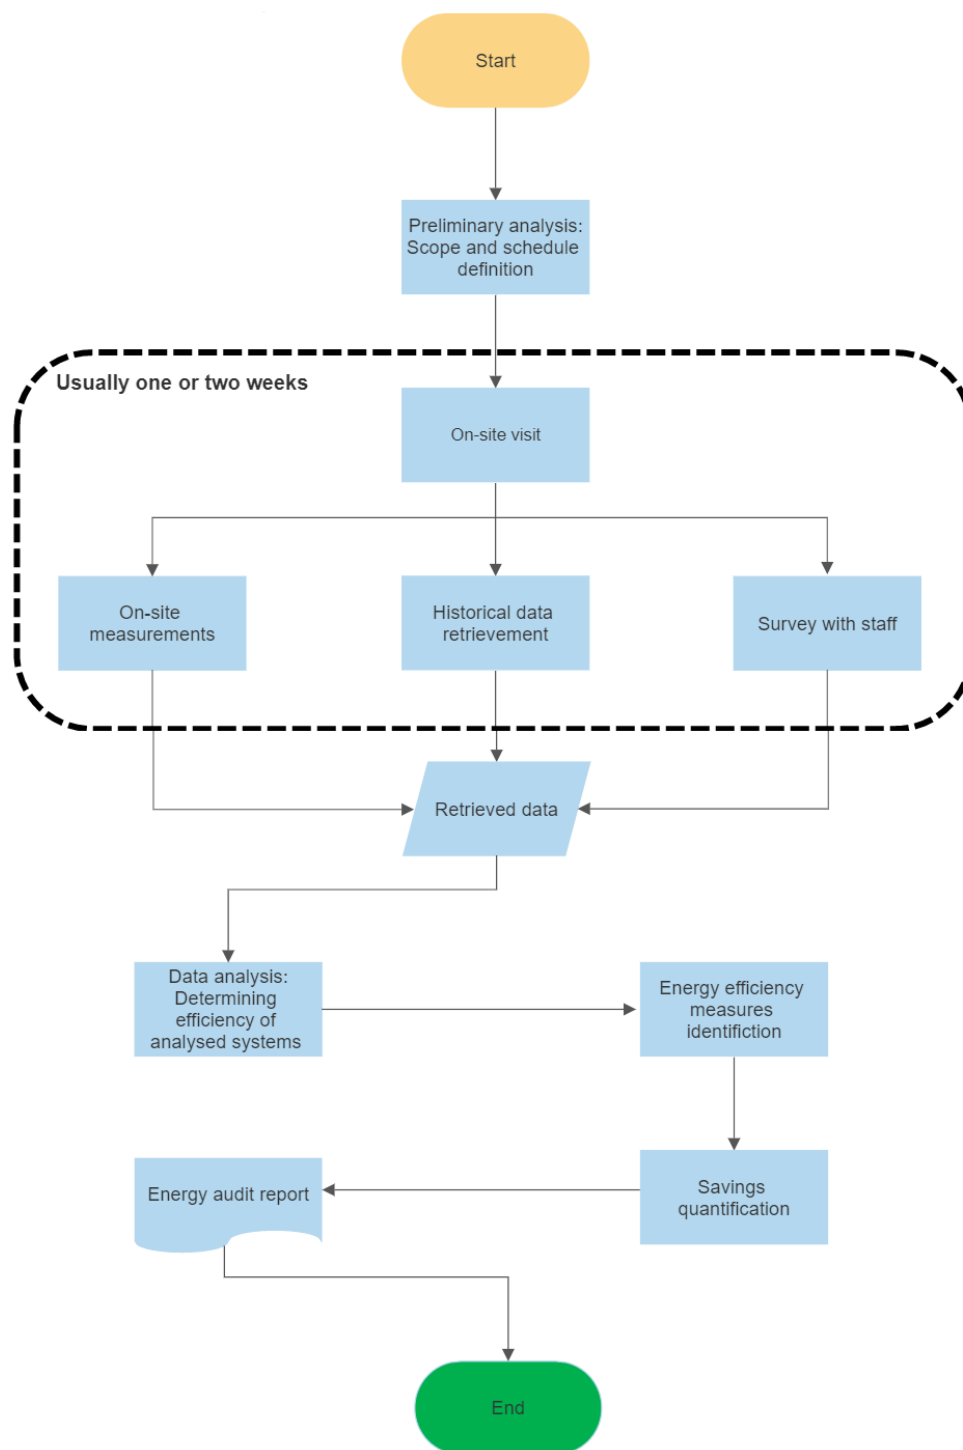 Start
Preliminary analysis:
Scope and schedule
definition
Usually one or two weeks
On-site visit
On-site
measurements
Historical data
retrievement
Survey with staff
Retrieved data
Data analysis:
Determining
efficiency of
analysed systems
Energy efficiency
measures
identifiction
Energy audit report
Savings
quantification
End